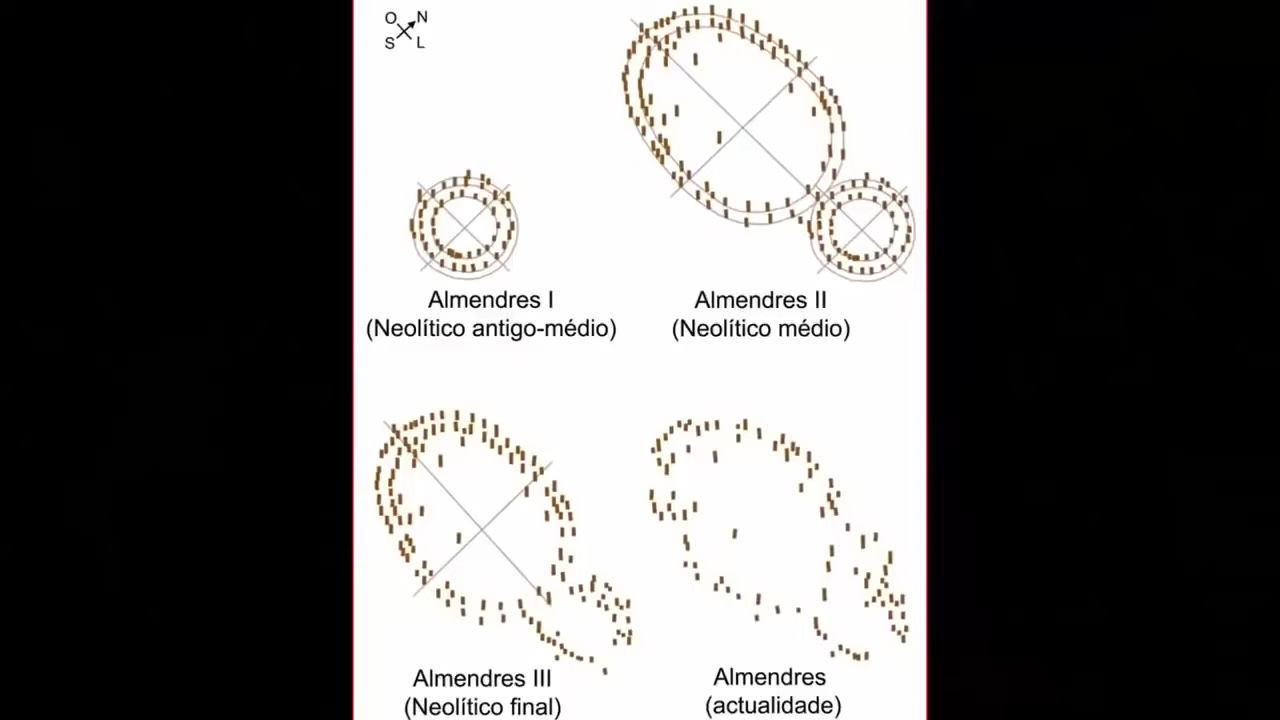 O N
S L
Almendres I
(Neolítico antigo-médio)
Almendres II
(Neolítico médio)
Almendres III
(Neolítico final)
Almendres
(actualidade)